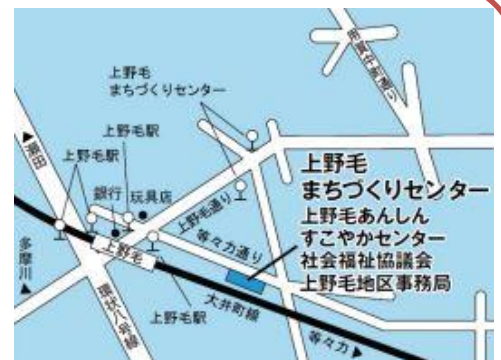 用賀七条通り
上野毛
まちづくりセンター
上野毛駅
▲瀬田
上野毛駅
銀行
玩具店
上野毛通り
上野毛
まちづくりセンター
上野毛あんしん
すこやかセンター
社会福祉協議会
上野毛地区事務局
等々力通り
上野毛
多摩川▼
環状八号線
上野毛駅
大井町線
等々力▶